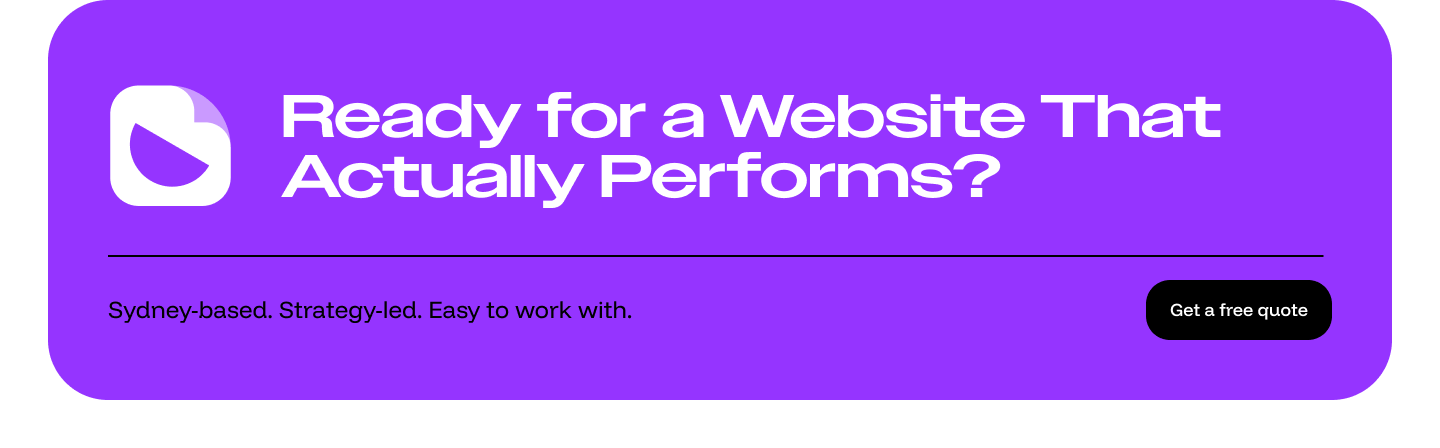 Ready for a Website That
Actually Performs?
Sydney-based. Strategy-led. Easy to work with.
Get a free quote